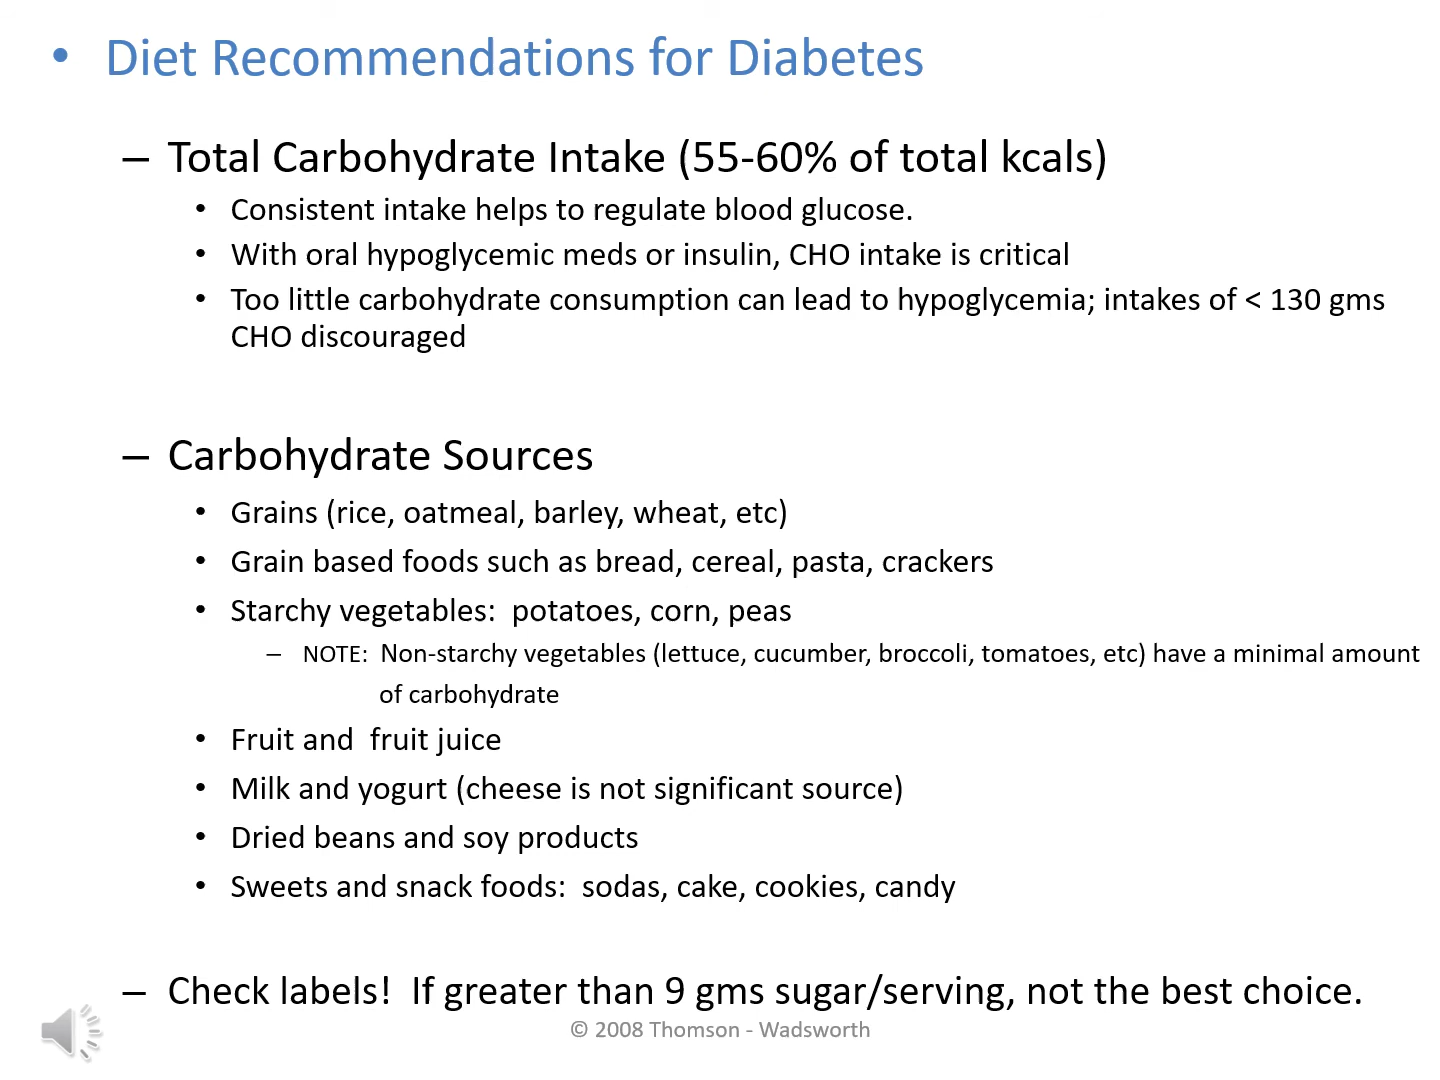 • Diet Recommendations for Diabetes
– Total Carbohydrate Intake (55-60% of total kcals)
• Consistent intake helps to regulate blood glucose.
• With oral hypoglycemic meds or insulin, CHO intake is critical
• Too little carbohydrate consumption can lead to hypoglycemia; intakes of < 130 gms
CHO discouraged
– Carbohydrate Sources
• Grains (rice, oatmeal, barley, wheat, etc)
• Grain based foods such as bread, cereal, pasta, crackers
• Starchy vegetables:  potatoes, corn, peas
– NOTE:  Non-starchy vegetables (lettuce, cucumber, broccoli, tomatoes, etc) have a minimal amount
of carbohydrate
• Fruit and  fruit juice
• Milk and yogurt (cheese is not significant source)
• Dried beans and soy products
• Sweets and snack foods:  sodas, cake, cookies, candy
– Check labels!  If greater than 9 gms sugar/serving, not the best choice.
© 2008 Thomson - Wadsworth